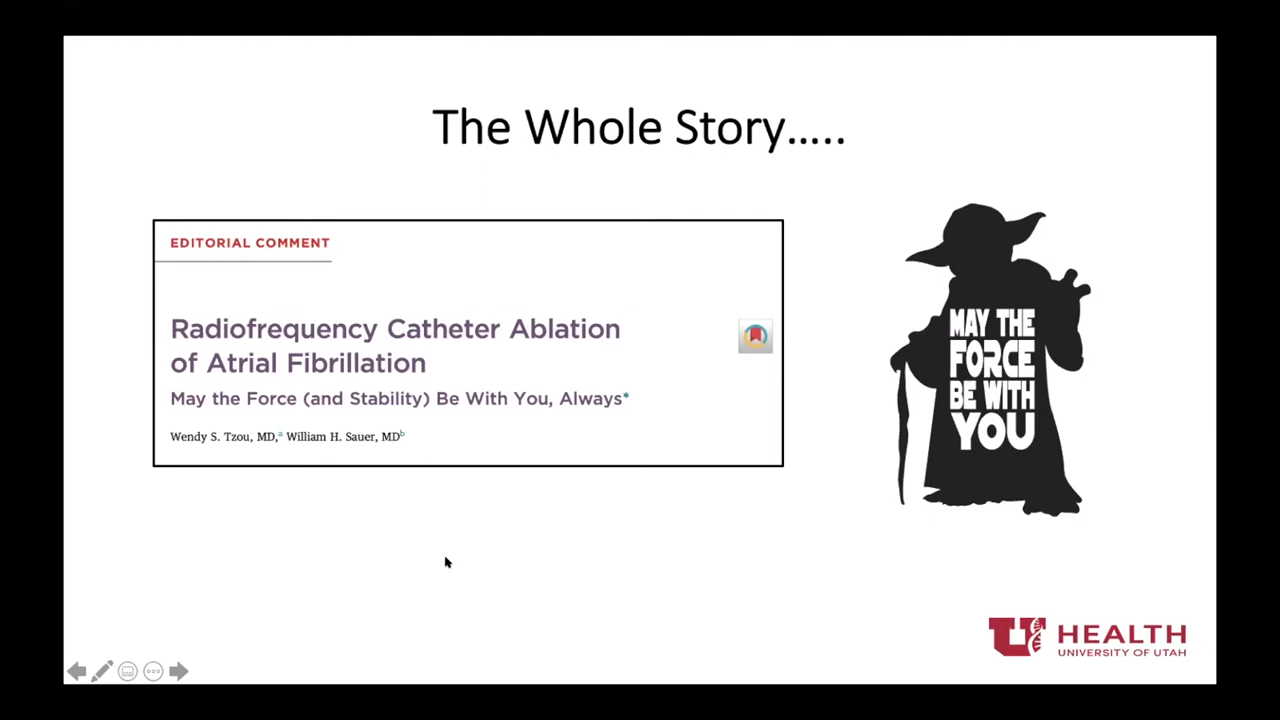 The Whole Story…..
EDITORIAL COMMENT
Radiofrequency Catheter Ablation
of Atrial Fibrillation
May the Force (and Stability) Be With You, Always*
Wendy S. Tzou, MD,a William H. Sauer, MDb
MAY THE
FORCE
BE WITH
YOU
U HEALTH
UNIVERSITY OF UTAH